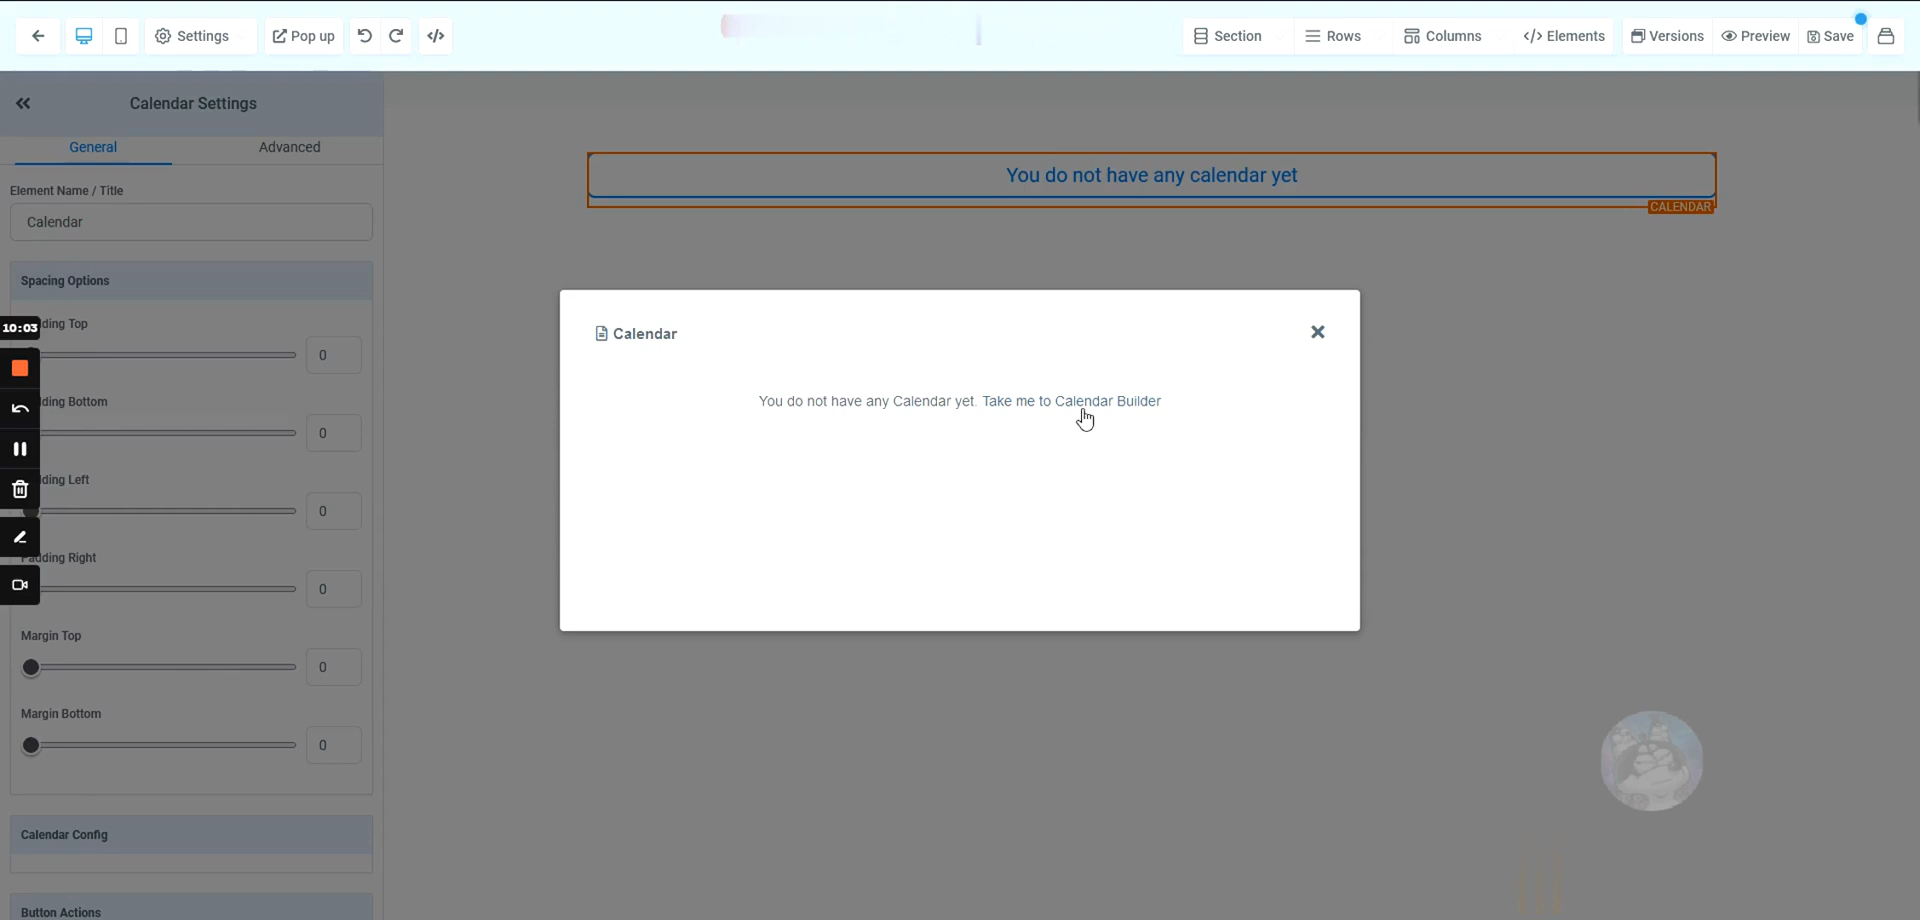 Settings
Pop up
Section
Rows
Columns
</> Elements
Versions
Preview
Save
Calendar Settings
General
Advanced
Element Name / Title
Calendar
Spacing Options
10:03
dding Top
0
dding Bottom
0
dding Left
0
Padding Right
0
Margin Top
0
Margin Bottom
0
Calendar Config
Button Actions
You do not have any calendar yet
CALENDAR
Calendar
You do not have any Calendar yet. Take me to Calendar Builder